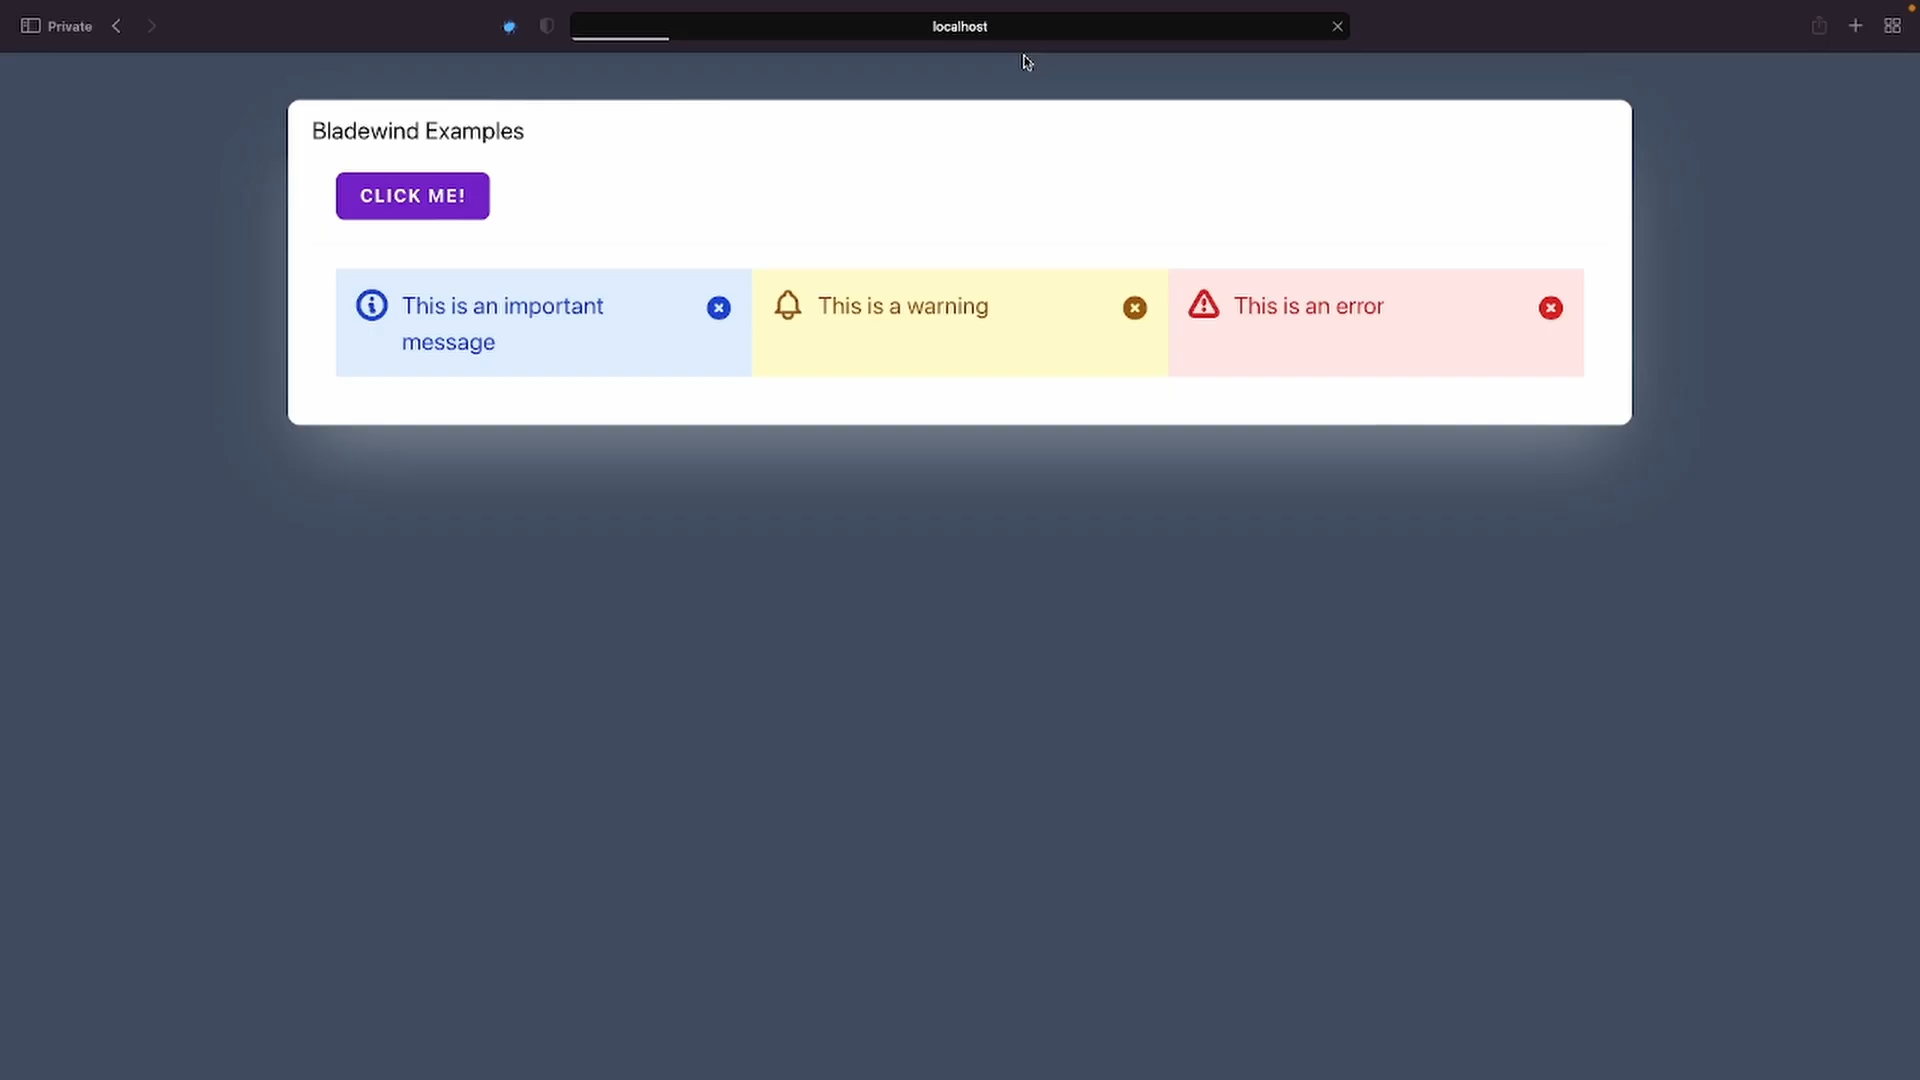 Private
localhost
Bladewind Examples
CLICK ME!
This is an important
message
This is a warning
This is an error